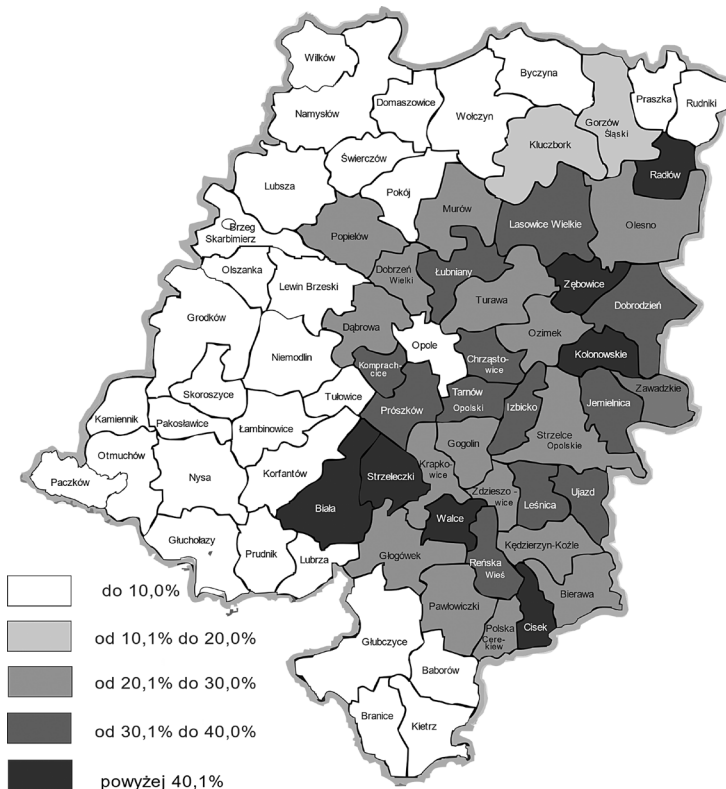 Wilków
Byczyna
Praszka
Rudniki
Domaszowice
Namysłów
Wołczyn
Gorzów
Śląski
Kluczbork
Świerczów
Radłów
Lubsza
Pokój
Murów
Lasowice Wielkie
Olesno
Brzeg
Skarbimierz
Popielów
Dobrzeń
Wielki
Łubniany
Olszanka
Lewin Brzeski
Turawa
Zębowice
Dobrodzień
Grodków
Dąbrowa
Ozimek
Opole
Niemodlin
Chrząsto-
wice
Kolonowskie
Komprach-
cice
Skoroszyce
Tułowice
Tarnów
Opolski
Izbicko
Jemielnica
Zawadzkie
Kamiennik
Pakosławice
Łambinowice
Prószków
Strzelce
Opolskie
Gogolin
Otmuchów
Korfantów
Strzeleczki
Krapko-
wice
Paczków
Nysa
Zdzieszo -
wice
Leśnica
Ujazd
Biała
Walce
Głuchołazy
Prudnik
Lubrza
Głogówek
Kędzierzyn-Koźle
Reńska
Wieś
Bierawa
do 10,0%
Pawłowiczki
Polska
Cere-
kiew
Cisek
od 10,1% do 20,0%
Głubczyce
Baborów
od 20,1% do 30,0%
Branice
Kietrz
od 30,1% do 40,0%
powyżej 40,1%